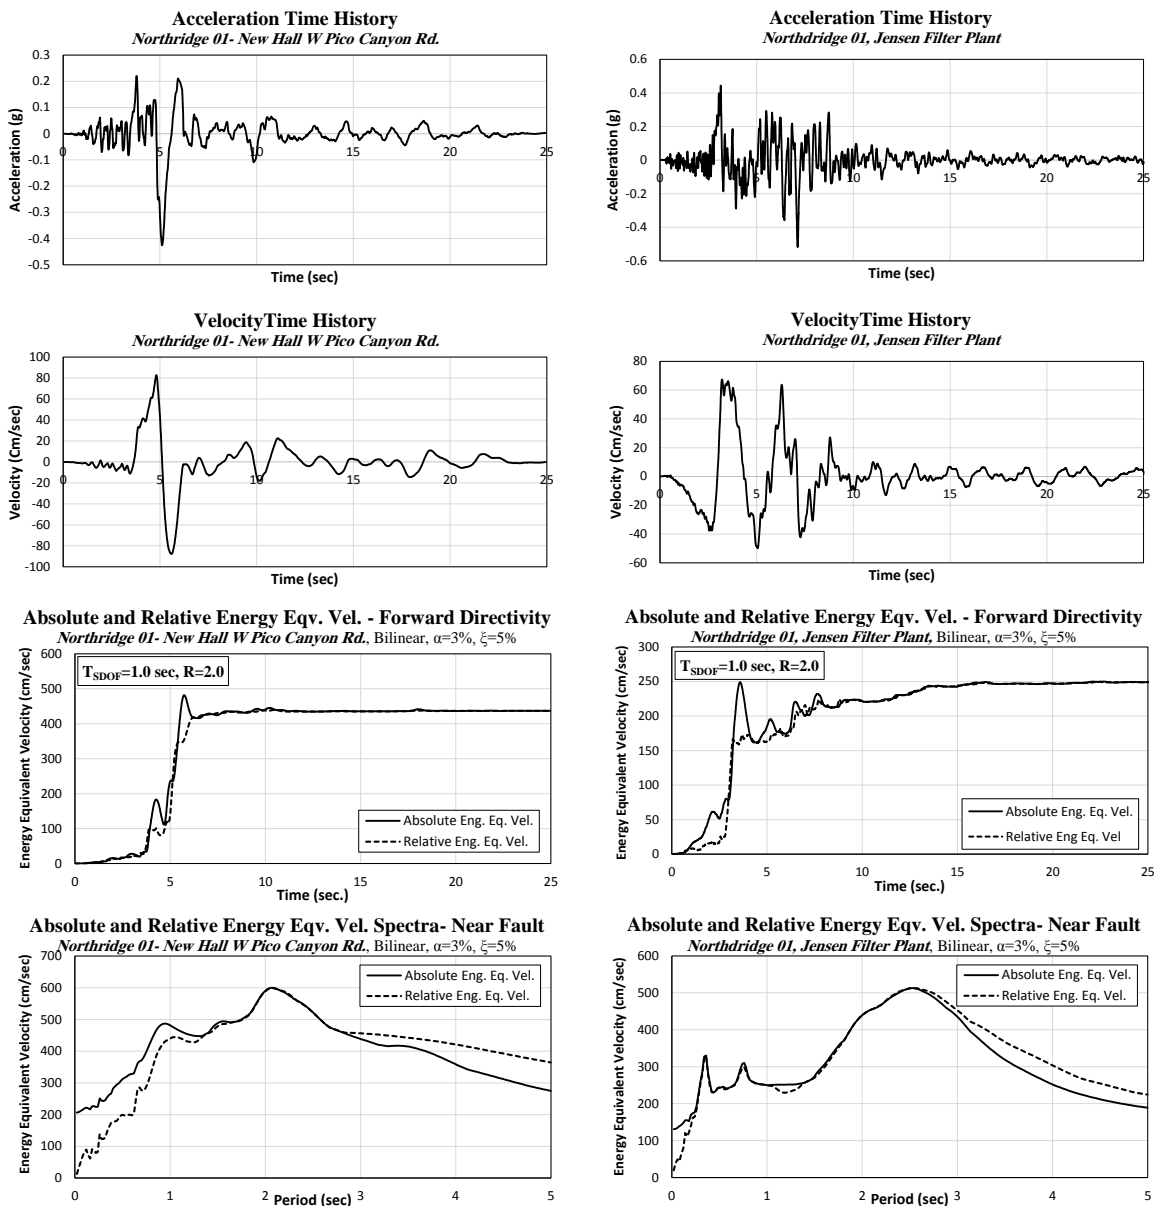 Acceleration Time History
Northridge 01- New Hall W Pico Canyon Rd.
Acceleration (g)
0.3
0.2
0.1
0
-0.1
-0.2
-0.3
-0.4
-0.5
0 5 10 15 20 25
Time (sec)
Acceleration Time History
Northdridge 01, Jensen Filter Plant
Acceleration (g)
0.6
0.4
0.2
0
-0.2
-0.4
-0.6
0 5 10 15 20 25
Time (sec)
VelocityTime History
Northridge 01- New Hall W Pico Canyon Rd.
Velocity (Cm/sec)
100
80
60
40
20
0
-20
-40
-60
-80
-100
0 5 10 15 20 25
Time (sec)
VelocityTime History
Northdridge 01, Jensen Filter Plant
Velocity (Cm/sec)
80
60
40
20
0
-20
-40
-60
0 5 10 15 20 25
Time (sec)
Absolute and Relative Energy Eqv. Vel. - Forward Directivity
Northridge 01- New Hall W Pico Canyon Rd., Bilinear, α=3%, ξ=5%
Energy Equivalent Velocity (cm/sec)
600
500
400
300
200
100
0
TSDOF=1.0 sec, R=2.0
Absolute Eng. Eq. Vel.
Relative Eng. Eq. Vel.
0 5 10 15 20 25
Time (sec.)
Absolute and Relative Energy Eqv. Vel. - Forward Directivity
Northdridge 01, Jensen Filter Plant, Bilinear, α=3%, ξ=5%
Energy Equivalent Velocity (cm/sec)
300
250
200
150
100
50
0
TSDOF=1.0 sec, R=2.0
Absolute Eng. Eq. Vel.
Relative Eng Eq. Vel
0 5 10 15 20 25
Time (sec)
Absolute and Relative Energy Eqv. Vel. Spectra- Near Fault
Northridge 01- New Hall W Pico Canyon Rd., Bilinear, α=3%, ξ=5%
Energy Equivalent Velocity (cm/sec)
700
600
500
400
300
200
100
0
Absolute Eng. Eq. Vel.
Relative Eng. Eq. Vel.
0 1 2 3 4 5
Period (sec)
Absolute and Relative Energy Eqv. Vel. Spectra- Near Fault
Northdridge 01, Jensen Filter Plant, Bilinear, α=3%, ξ=5%
Energy Equivalent Velocity (cm/sec)
600
500
400
300
200
100
0
Absolute Eng. Eq. Vel.
Relative Eng. Eq. Vel.
0 1 2 3 4 5
Period (sec)